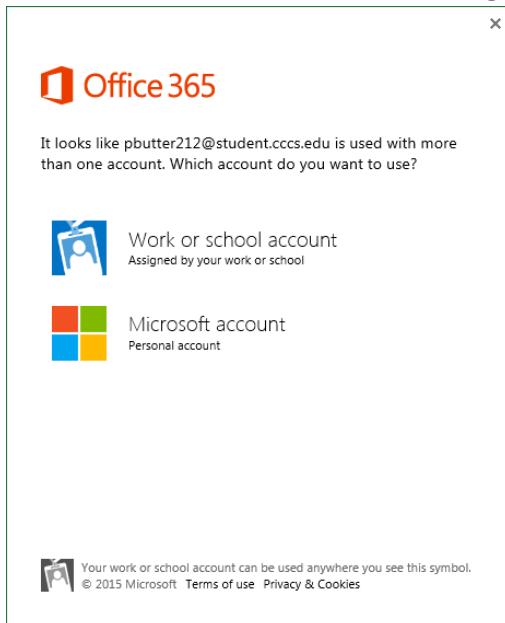 Office 365
It looks like pbutter212@student.cccs.edu is used with more
than one account. Which account do you want to use?
Work or school account
Assigned by your work or school
Microsoft account
Personal account
Your work or school account can be used anywhere you see this symbol.
© 2015 Microsoft Terms of use Privacy & Cookies